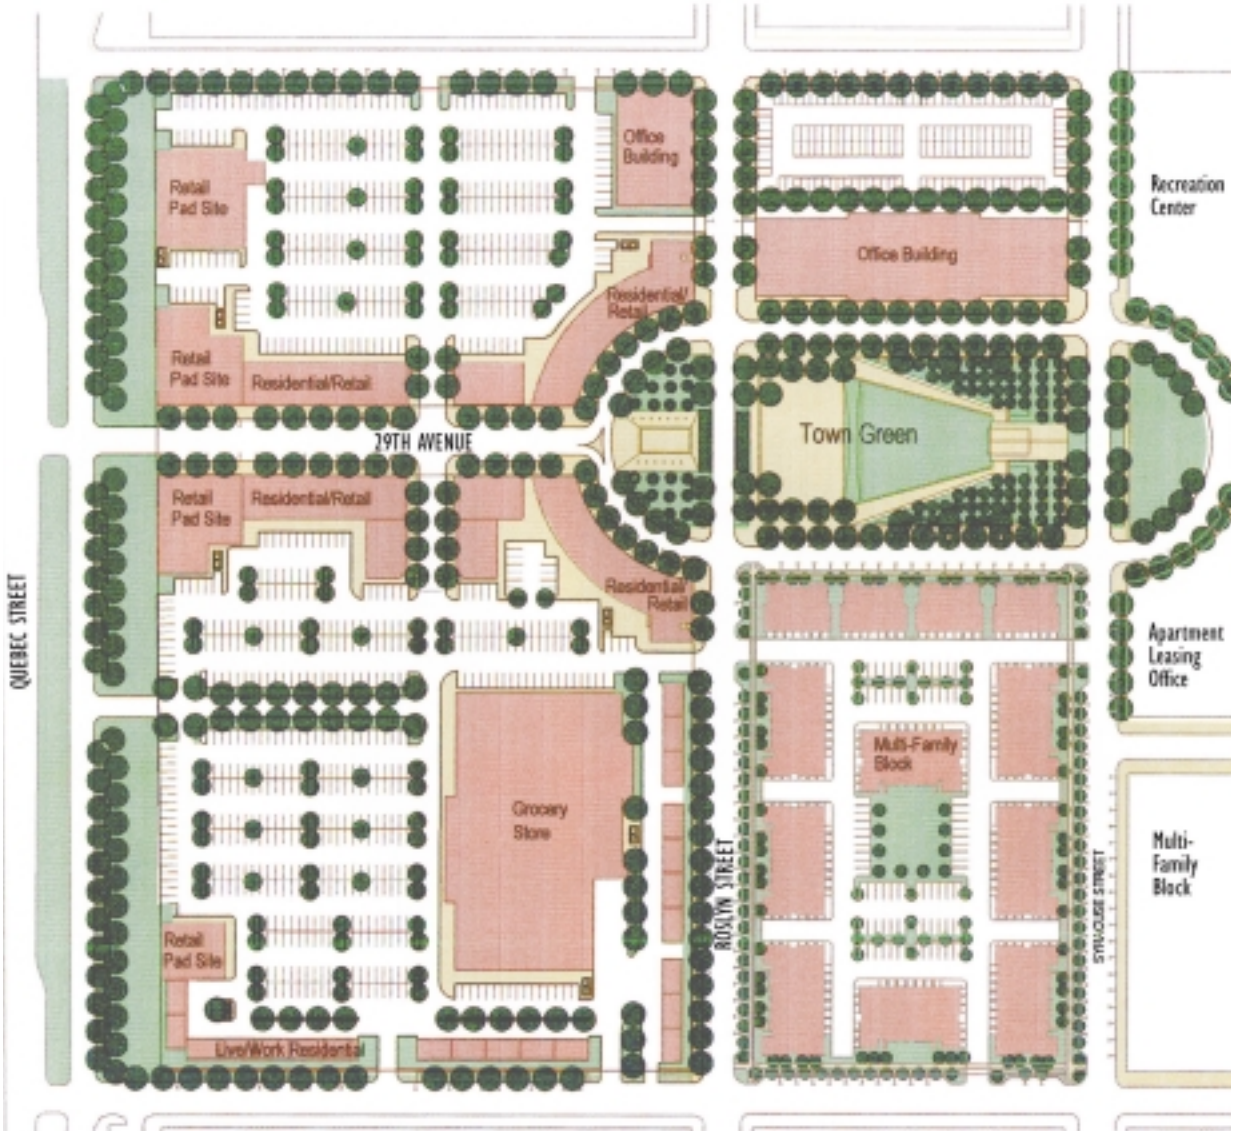 Office
Building
Recreation
Center
Retail
Pad Site
Office Building
Residential/
Retail
Retail
Pad Site
Residential/Retail
Town Green
29TH AVENUE
Retail
Pad Site
Residential/Retail
QUEBEC STREET
Residential/
Retail
Apartment
Leasing
Office
Multi-Family
Block
Grocery
Store
ROSLYN STREET
SYRACUSE STREET
Multi-
Family
Block
Retail
Pad Site
Live/Work Residential